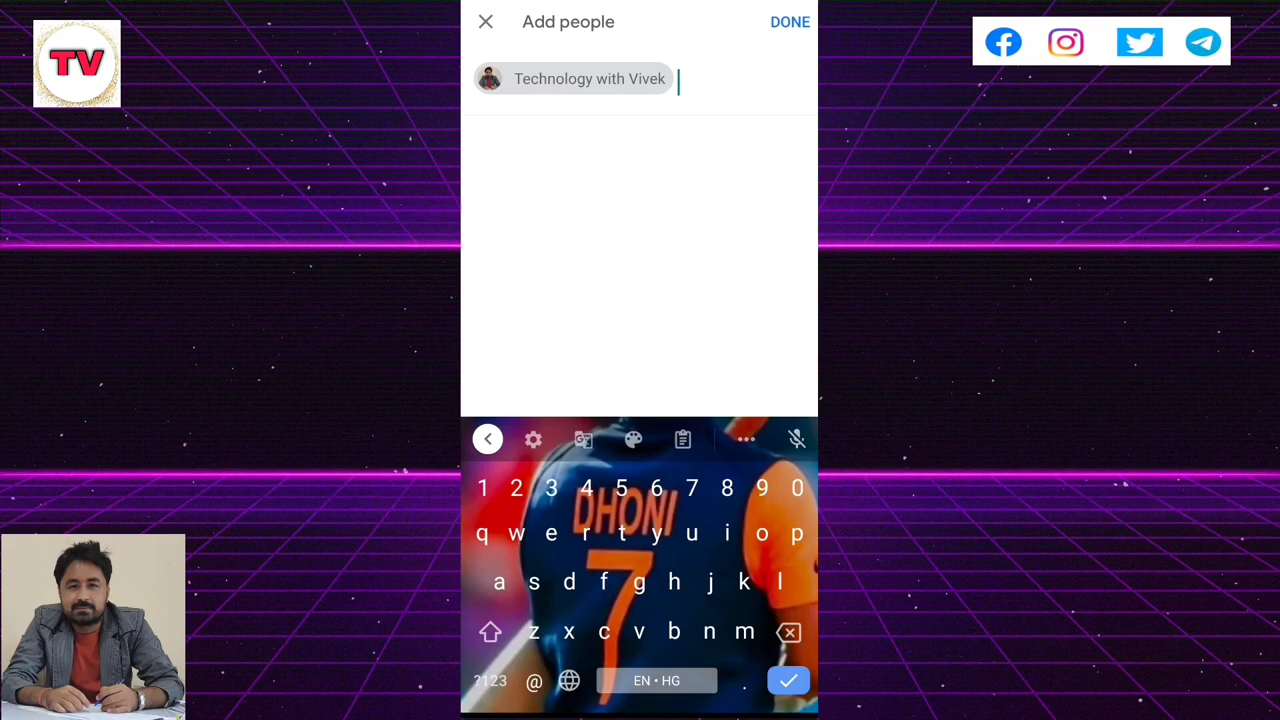 TV
Add people
DONE
Technology with Vivek
DHONI
7
1 2 3 4 5 6 7 8 9 0
q w e r t y u i o p
a s d f g h j k l
z x c v b n m
?123 @ EN • HG .